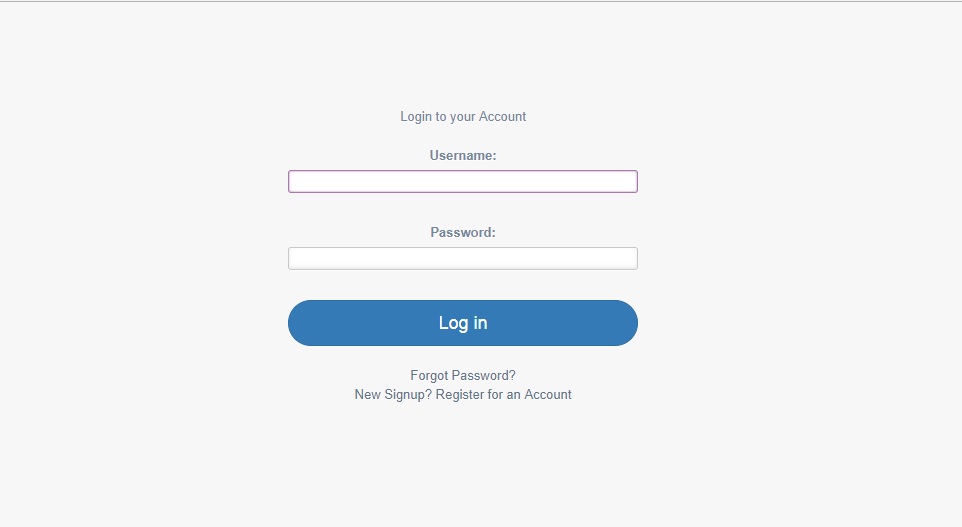 Login to your Account
Username:
Password:
Log in
Forgot Password?
New Signup? Register for an Account